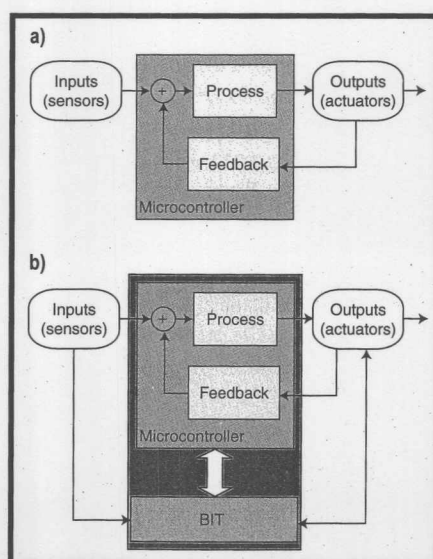 a)
Inputs
(sensors)
+
Process
Outputs
(actuators)
Feedback
Microcontroller
b)
Inputs
(sensors)
+
Process
Outputs
(actuators)
Feedback
Microcontroller
BIT